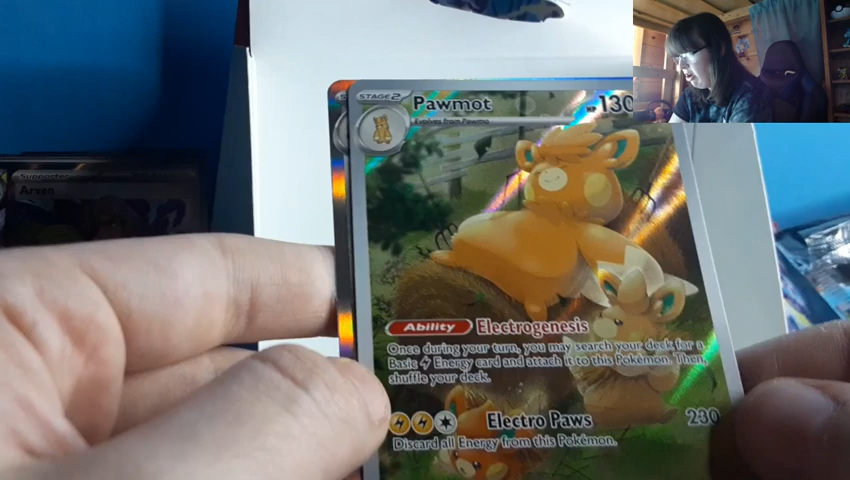 STAGE2
Pawmot
HP 130
Evolves from Pawmo
Supporter
Arven
Ability Electrogenesis
Once during your turn, you may search your deck for a
Basic Energy card and attach it to this Pokémon. Then,
shuffle your deck.
Electro Paws 230
Discard all Energy from this Pokémon.